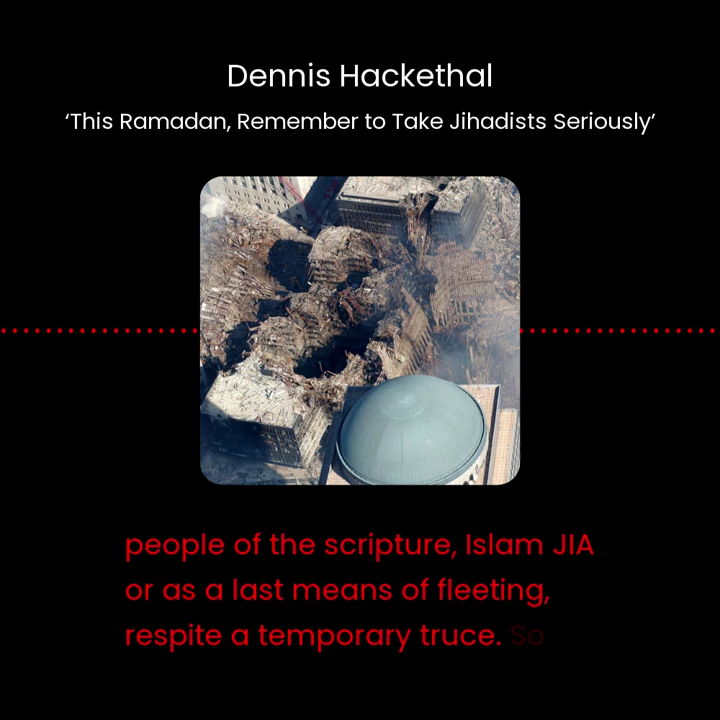 Dennis Hackethal
‘This Ramadan, Remember to Take Jihadists Seriously’
people of the scripture, Islam JIA
or as a last means of fleeting,
respite a temporary truce. So